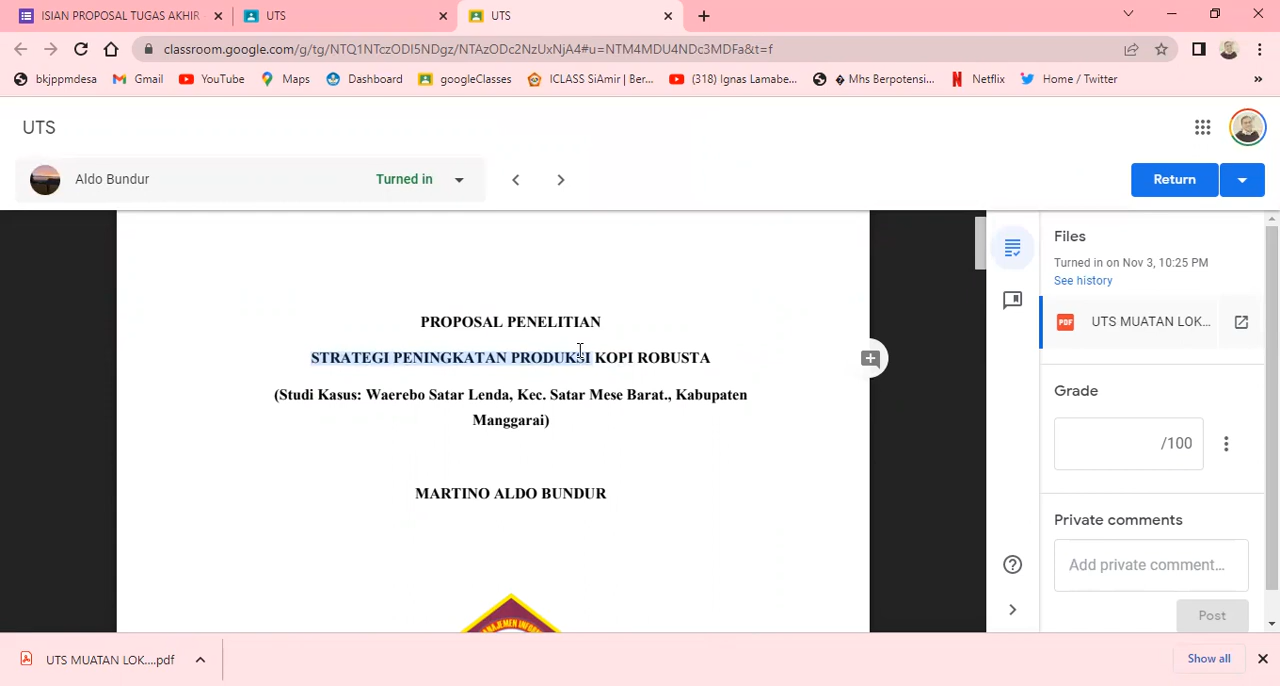 ISIAN PROPOSAL TUGAS AKHIR
UTS
UTS
classroom.google.com/g/tg/NTQ1NTczODI5NDgz/NTAzODc2NzUxNjA4#u=NTM4MDU4NDc3MDFa&t=f
bkjppmdesa
Gmail
YouTube
Maps
Dashboard
googleClasses
ICLASS SiAmir | Ber...
(318) Ignas Lamabe...
� Mhs Berpotensi...
Netflix
Home / Twitter
»
UTS
Aldo Bundur
Turned in
Return
PROPOSAL PENELITIAN
STRATEGI PENINGKATAN PRODUKSI KOPI ROBUSTA
(Studi Kasus: Waerebo Satar Lenda, Kec. Satar Mese Barat., Kabupaten
Manggarai)
MARTINO ALDO BUNDUR
Files
Turned in on Nov 3, 10:25 PM
See history
PDF
UTS MUATAN LOK...
Grade
/100
Private comments
Add private comment...
Post
UTS MUATAN LOK....pdf
Show all